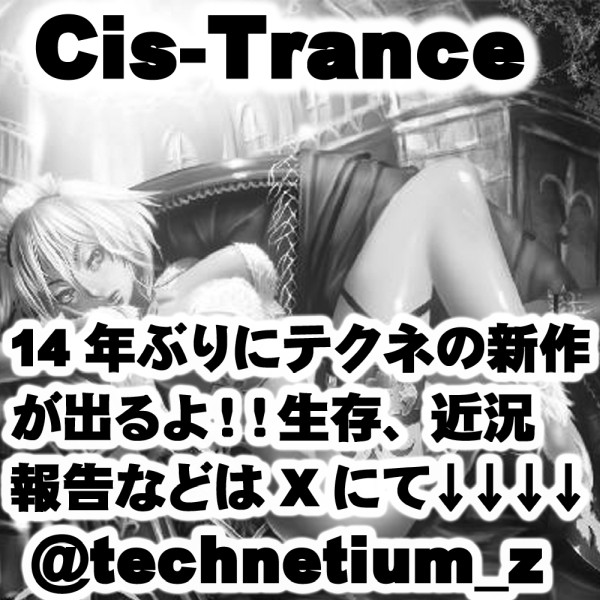 Cis-Trance
14年ぶりにテクネの新作
が出るよ!!生存、近況
報告などはXにて↓↓↓↓
@technetium_z